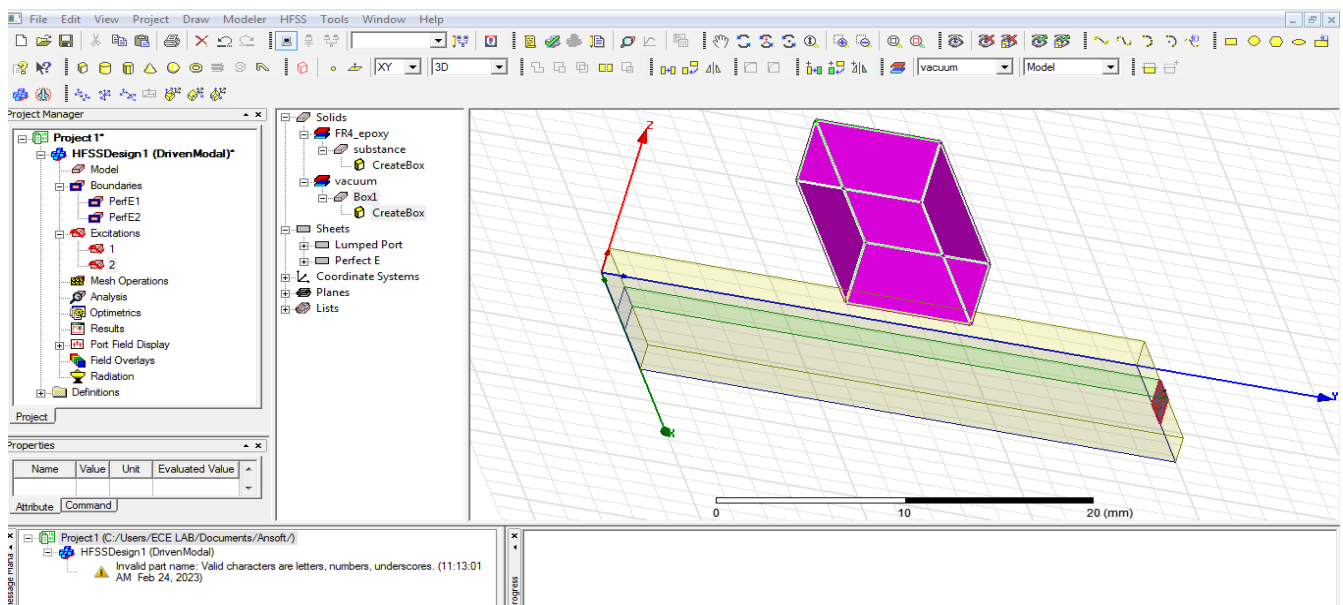 File Edit View Project Draw Modeler HFSS Tools Window Help
XY 3D vacuum Model
Project Manager
Project1*
HFSSDesign1 (DrivenModal)*
Model
Boundaries
PerfE1
PerfE2
Excitations
1
2
Mesh Operations
Analysis
Optimetrics
Results
Port Field Display
Field Overlays
Radiation
Definitions
Project
Solids
FR4_epoxy
substance
CreateBox
vacuum
Box1
CreateBox
Sheets
Lumped Port
Perfect E
Coordinate Systems
Planes
Lists
Z
Y
X
0 10 20 (mm)
Properties
Name Value Unit Evaluated Value
Attribute Command
Project1 (C:/Users/ECE LAB/Documents/Ansoft/)
HFSSDesign1 (DrivenModal)
Invalid part name: Valid characters are letters, numbers, underscores. (11:13:01
AM Feb 24, 2023)